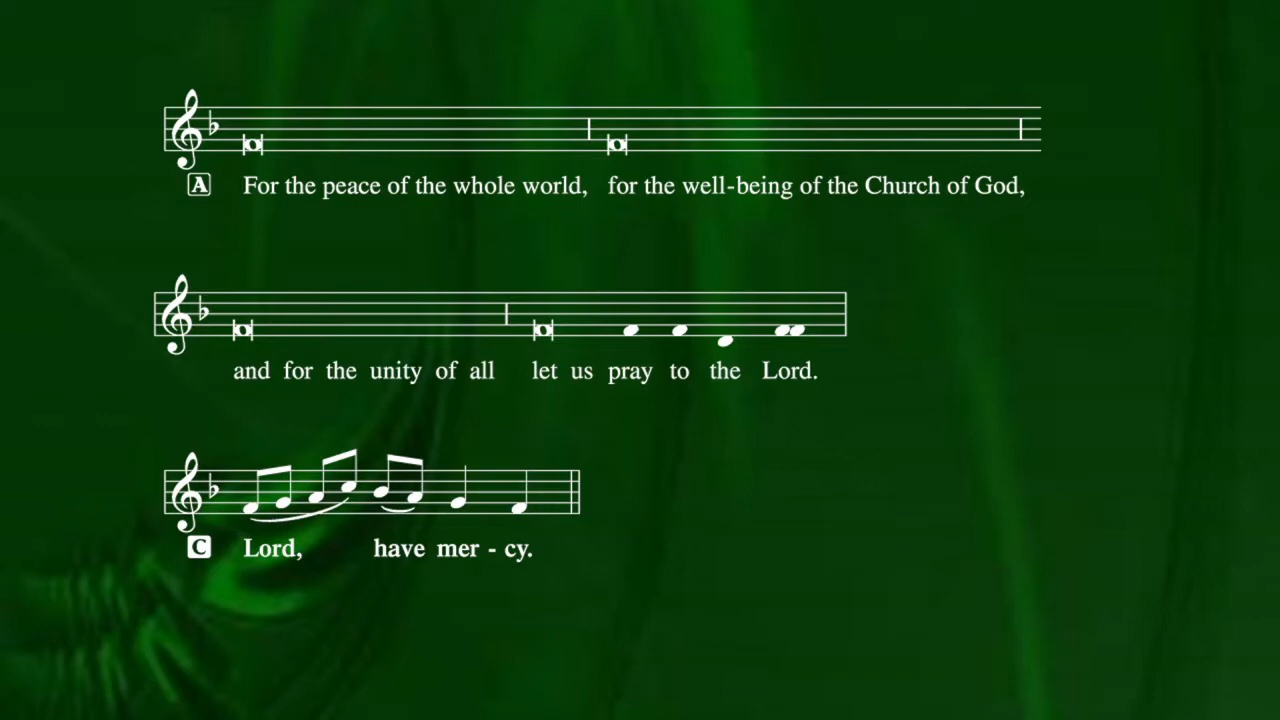 A For the peace of the whole world, for the well-being of the Church of God,
and for the unity of all let us pray to the Lord.
C Lord, have mer - cy.